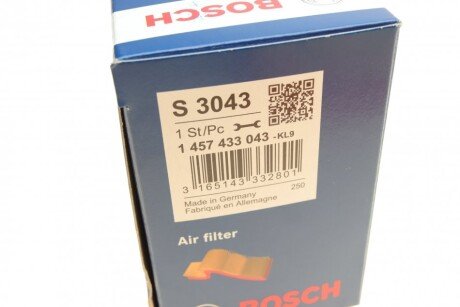 BOSCH
S 3043
1 St/Pc
1 457 433 043 -KL9
3 165143 332801
Made in Germany 250
Fabriqué en Allemagne
Air filter
BOSCH